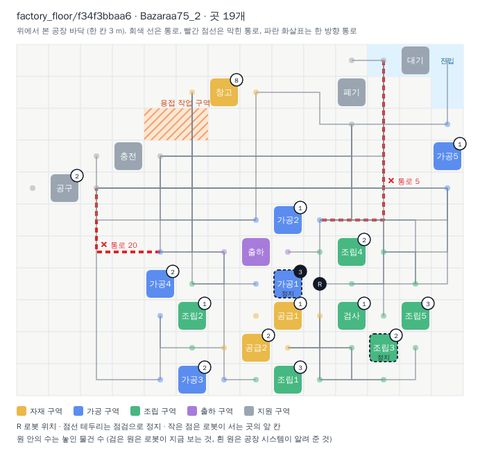 factory_floor/f34f3bbaa6 · Bazaraa75_2 · 곳 19개
위에서 본 공장 바닥 (한 칸 3 m). 회색 선은 통로, 빨간 점선은 막힌 통로, 파란 화살표는 한 방향 통로
대기
진입
창고 8
폐기
용접 작업 구역
충전
가공5 1
공구 2
통로 5
가공2 1
통로 20
출하
조립4 2
가공4 2
가공1 3
정지
R
조립2 1
공급1 1
검사 1
조립5 3
공급2 2
조립3 2
정지
가공3 2
조립1 3
자재 구역
가공 구역
조립 구역
출하 구역
지원 구역
R 로봇 위치 · 점선 테두리는 점검으로 정지 · 작은 점은 로봇이 서는 곳의 앞 칸
원 안의 수는 놓인 물건 수 (검은 원은 로봇이 지금 보는 것, 흰 원은 공장 시스템이 알려 준 것)